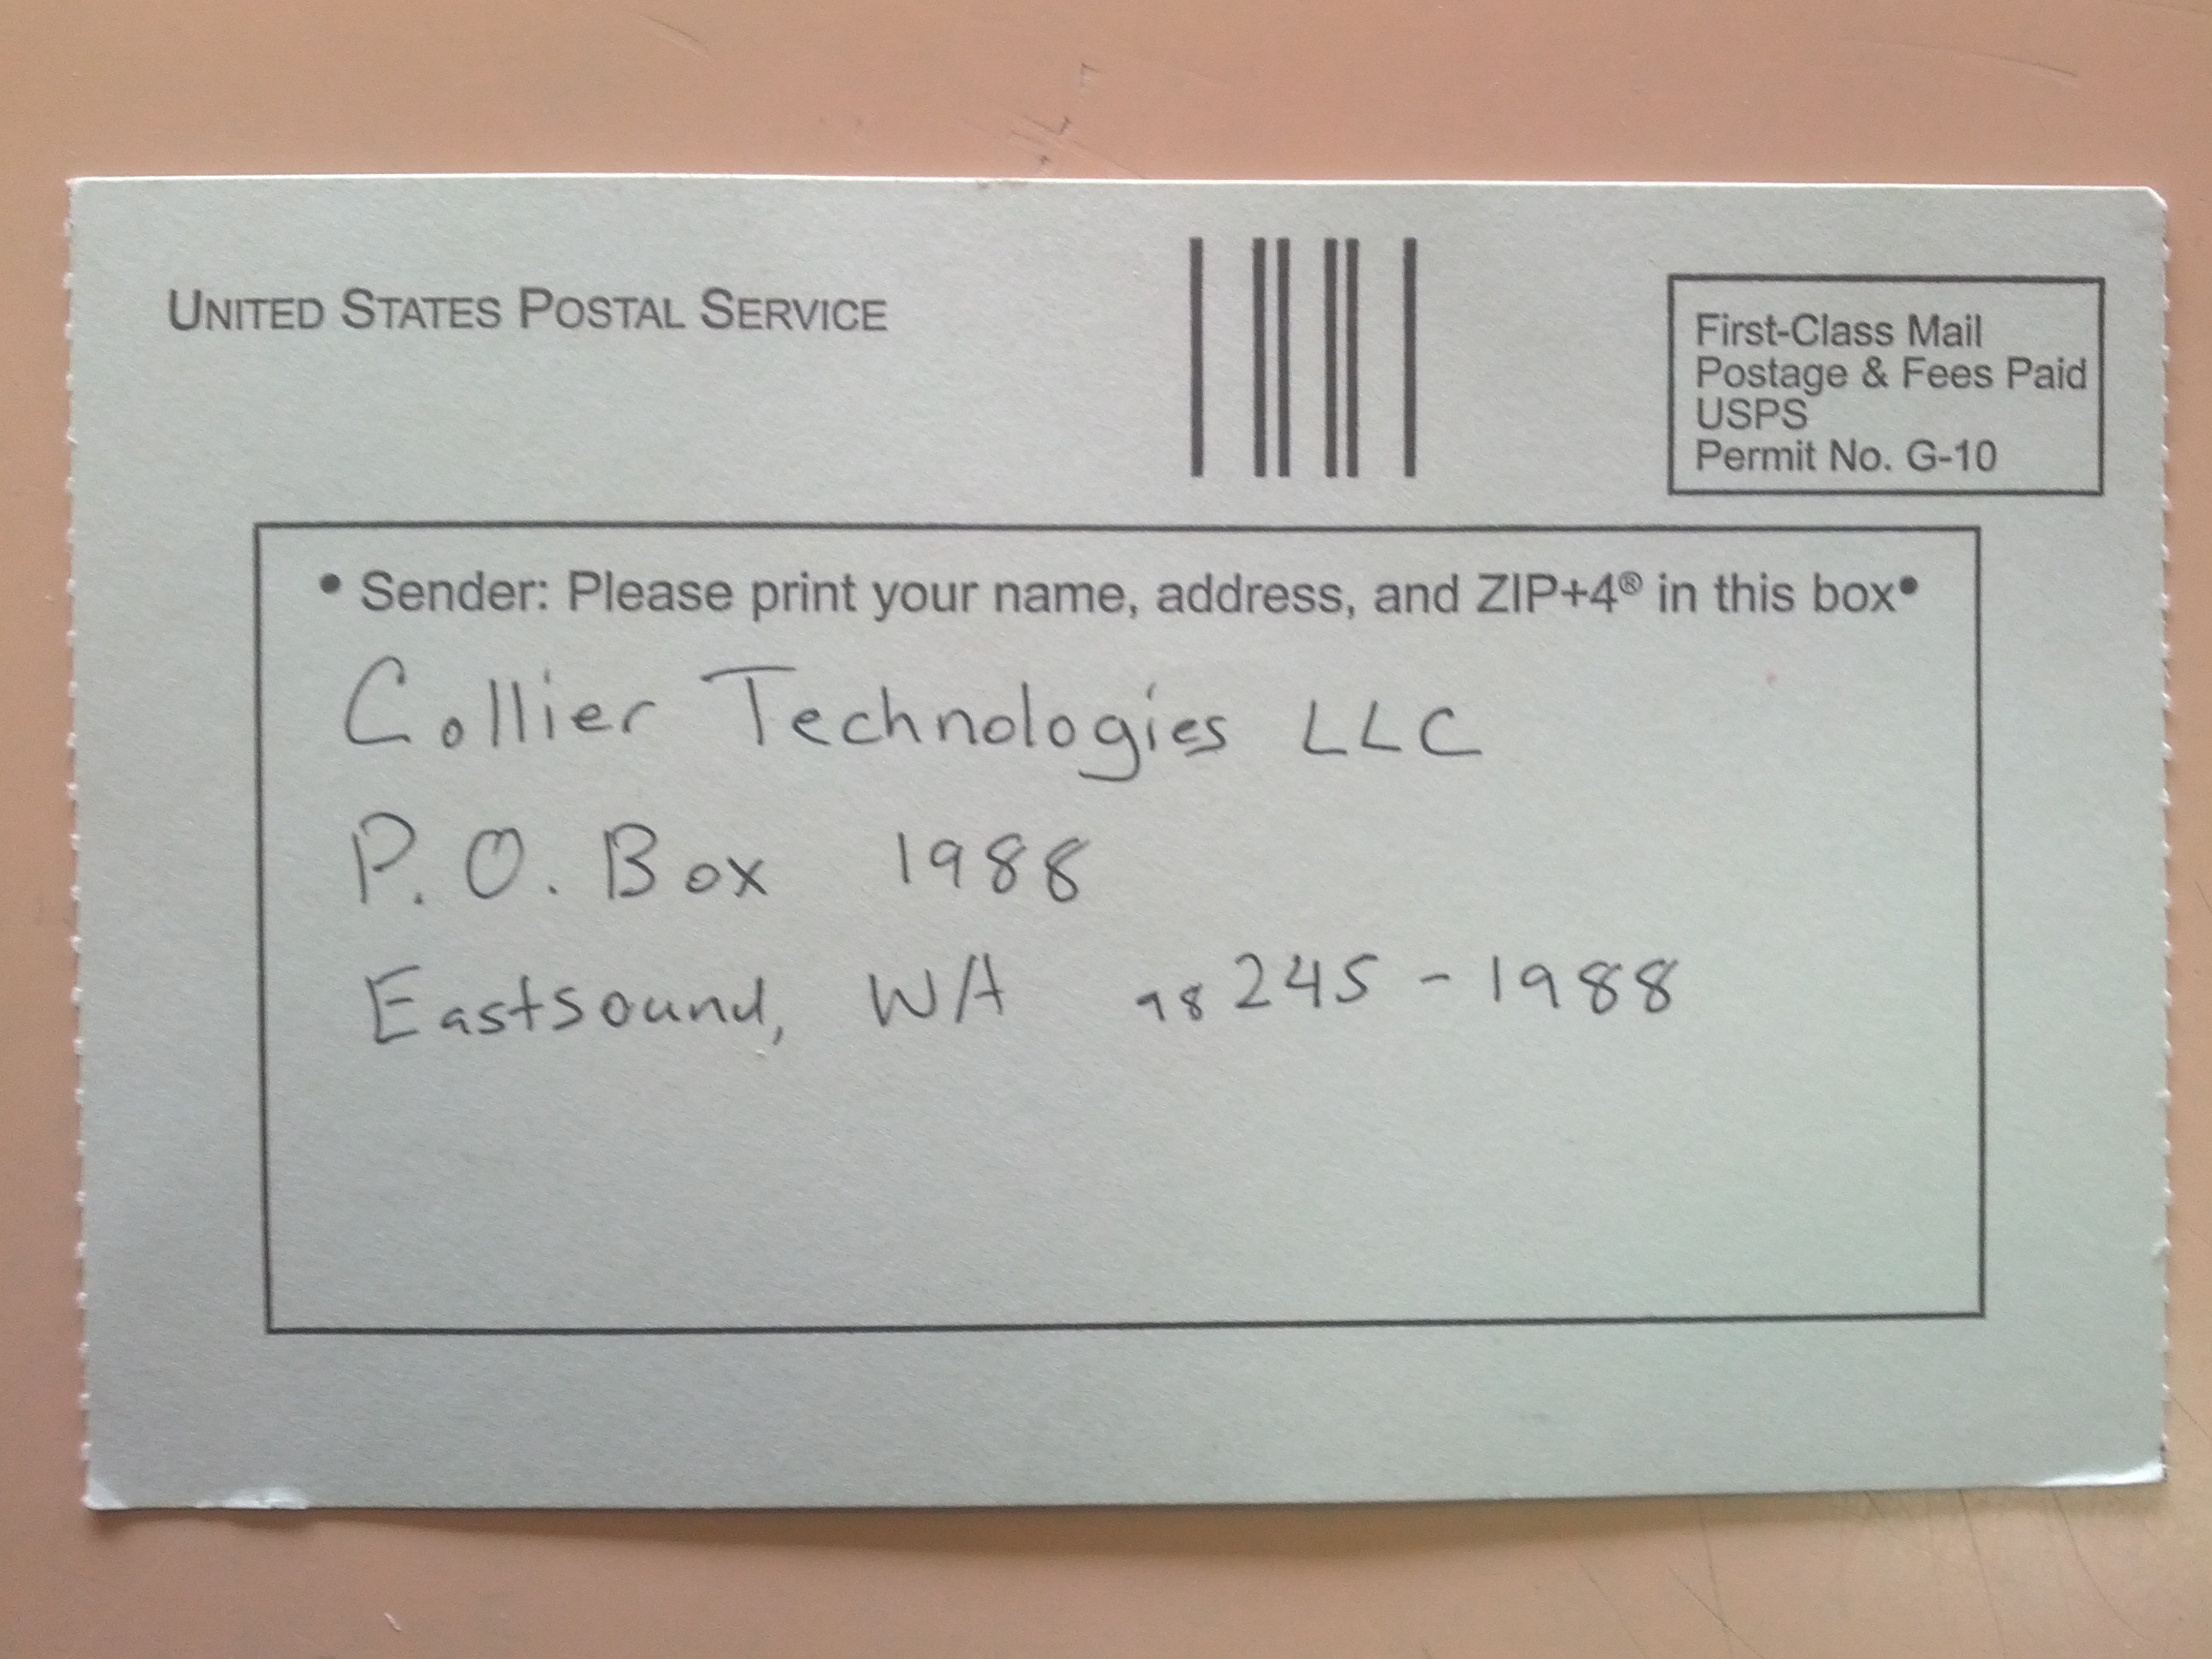 UNITED STATES POSTAL SERVICE
First-Class Mail
Postage & Fees Paid
USPS
Permit No. G-10
• Sender: Please print your name, address, and ZIP+4® in this box•
Collier Technologies LLC
P.O. Box 1988
Eastsound, WA 98245-1988